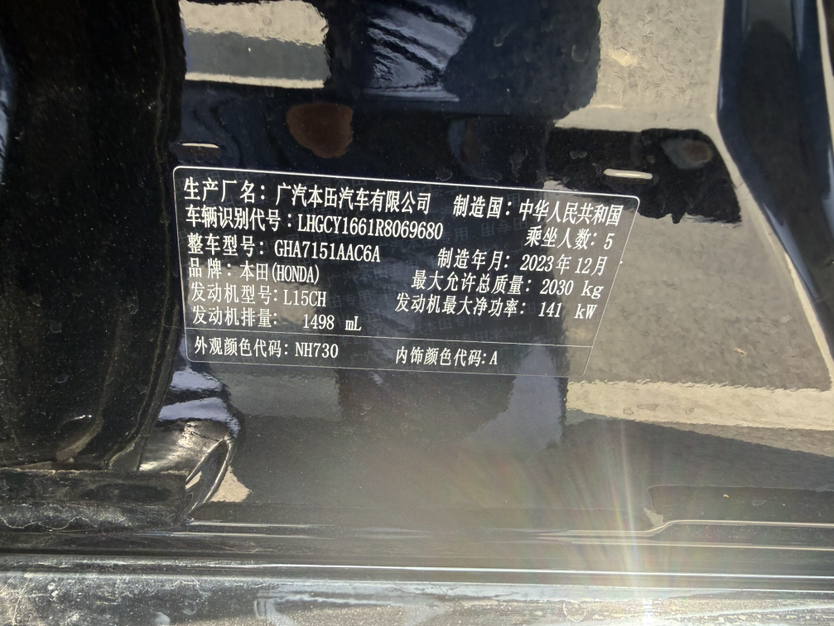 生产厂名：广汽本田汽车有限公司 制造国：中华人民共和国
车辆识别代号：LHGCY1661R8069680 乘坐人数：5
整车型号：GHA7151AAC6A 制造年月：2023年12月
品牌：本田(HONDA) 最大允许总质量：2030 kg
发动机型号：L15CH 发动机最大净功率：141 kW
发动机排量：1498 mL
外观颜色代码：NH730 内饰颜色代码：A